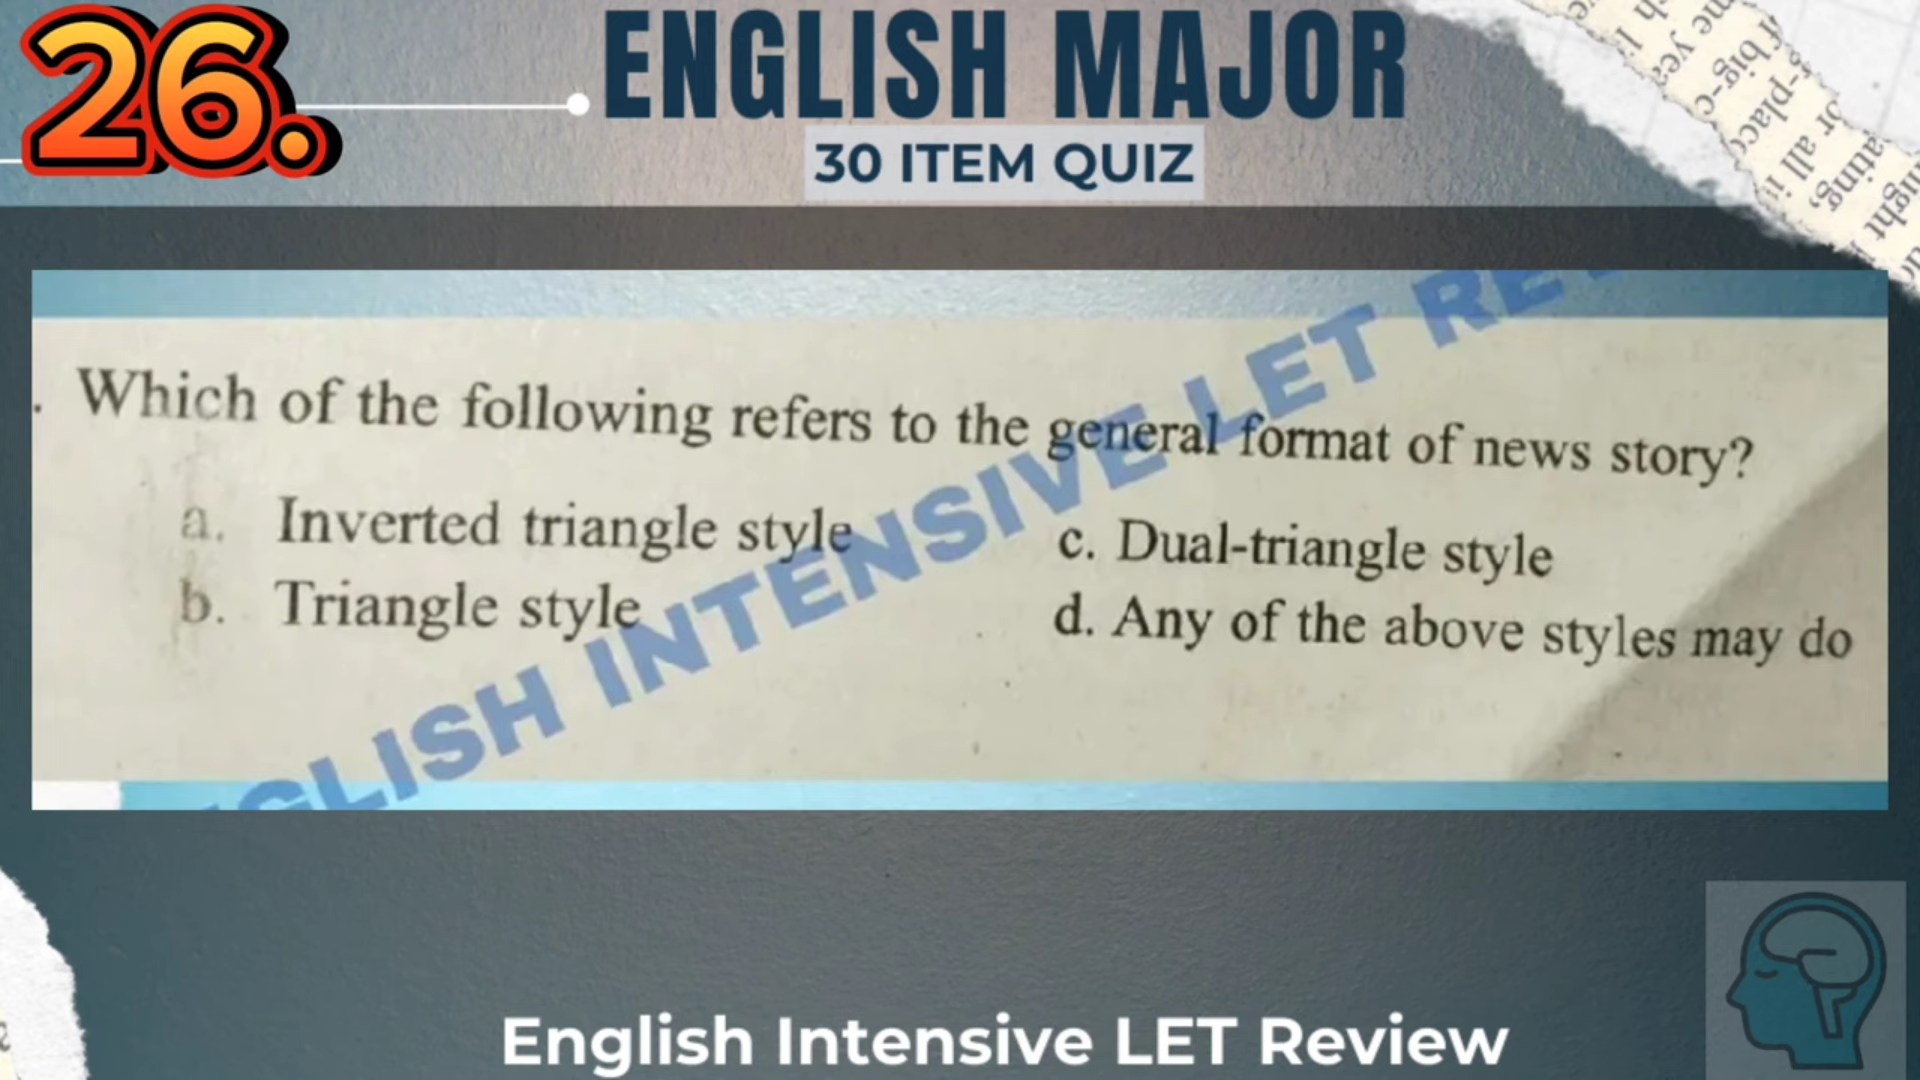 26.
ENGLISH MAJOR
30 ITEM QUIZ
. Which of the following refers to the general format of news story?
a. Inverted triangle style
b. Triangle style
c. Dual-triangle style
d. Any of the above styles may do
GLISH INTENSIVE LET RE
English Intensive LET Review